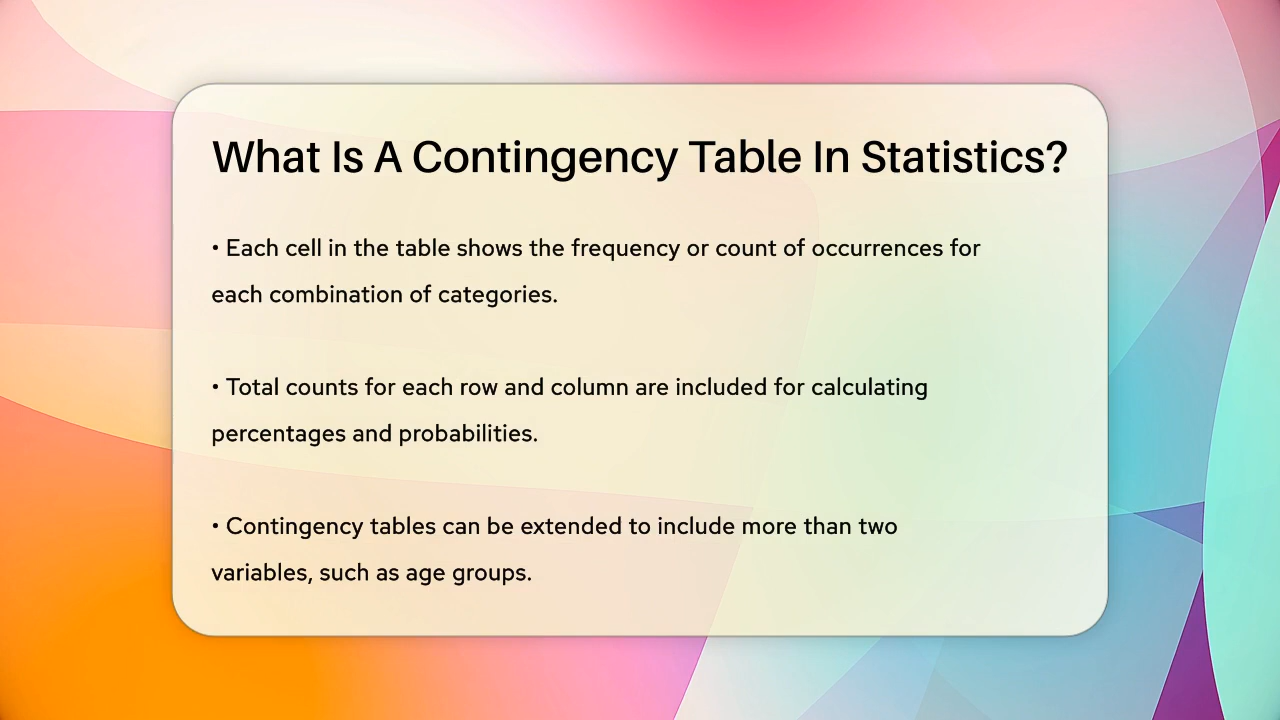 What Is A Contingency Table In Statistics?
• Each cell in the table shows the frequency or count of occurrences for
each combination of categories.
• Total counts for each row and column are included for calculating
percentages and probabilities.
• Contingency tables can be extended to include more than two
variables, such as age groups.